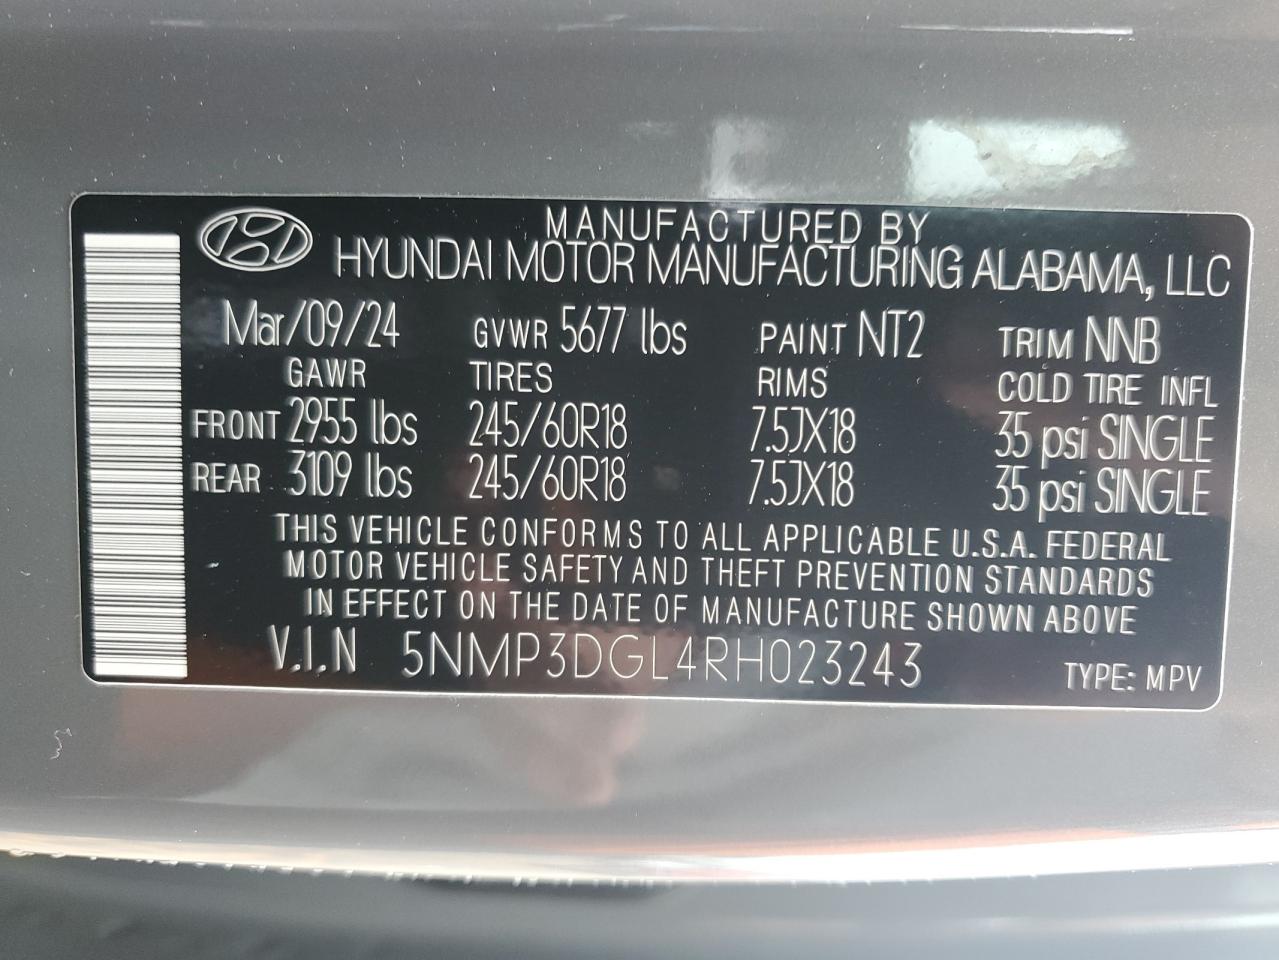 MANUFACTURED BY
HYUNDAI MOTOR MANUFACTURING ALABAMA, LLC
Mar/09/24 GVWR 5677 lbs PAINT NT2 TRIM NNB
GAWR TIRES RIMS COLD TIRE INFL
FRONT 2955 lbs 245/60R18 7.5JX18 35 psi SINGLE
REAR 3109 lbs 245/60R18 7.5JX18 35 psi SINGLE
THIS VEHICLE CONFORMS TO ALL APPLICABLE U.S.A. FEDERAL
MOTOR VEHICLE SAFETY AND THEFT PREVENTION STANDARDS
IN EFFECT ON THE DATE OF MANUFACTURE SHOWN ABOVE
V.I.N 5NMP3DGL4RH023243 TYPE: MPV